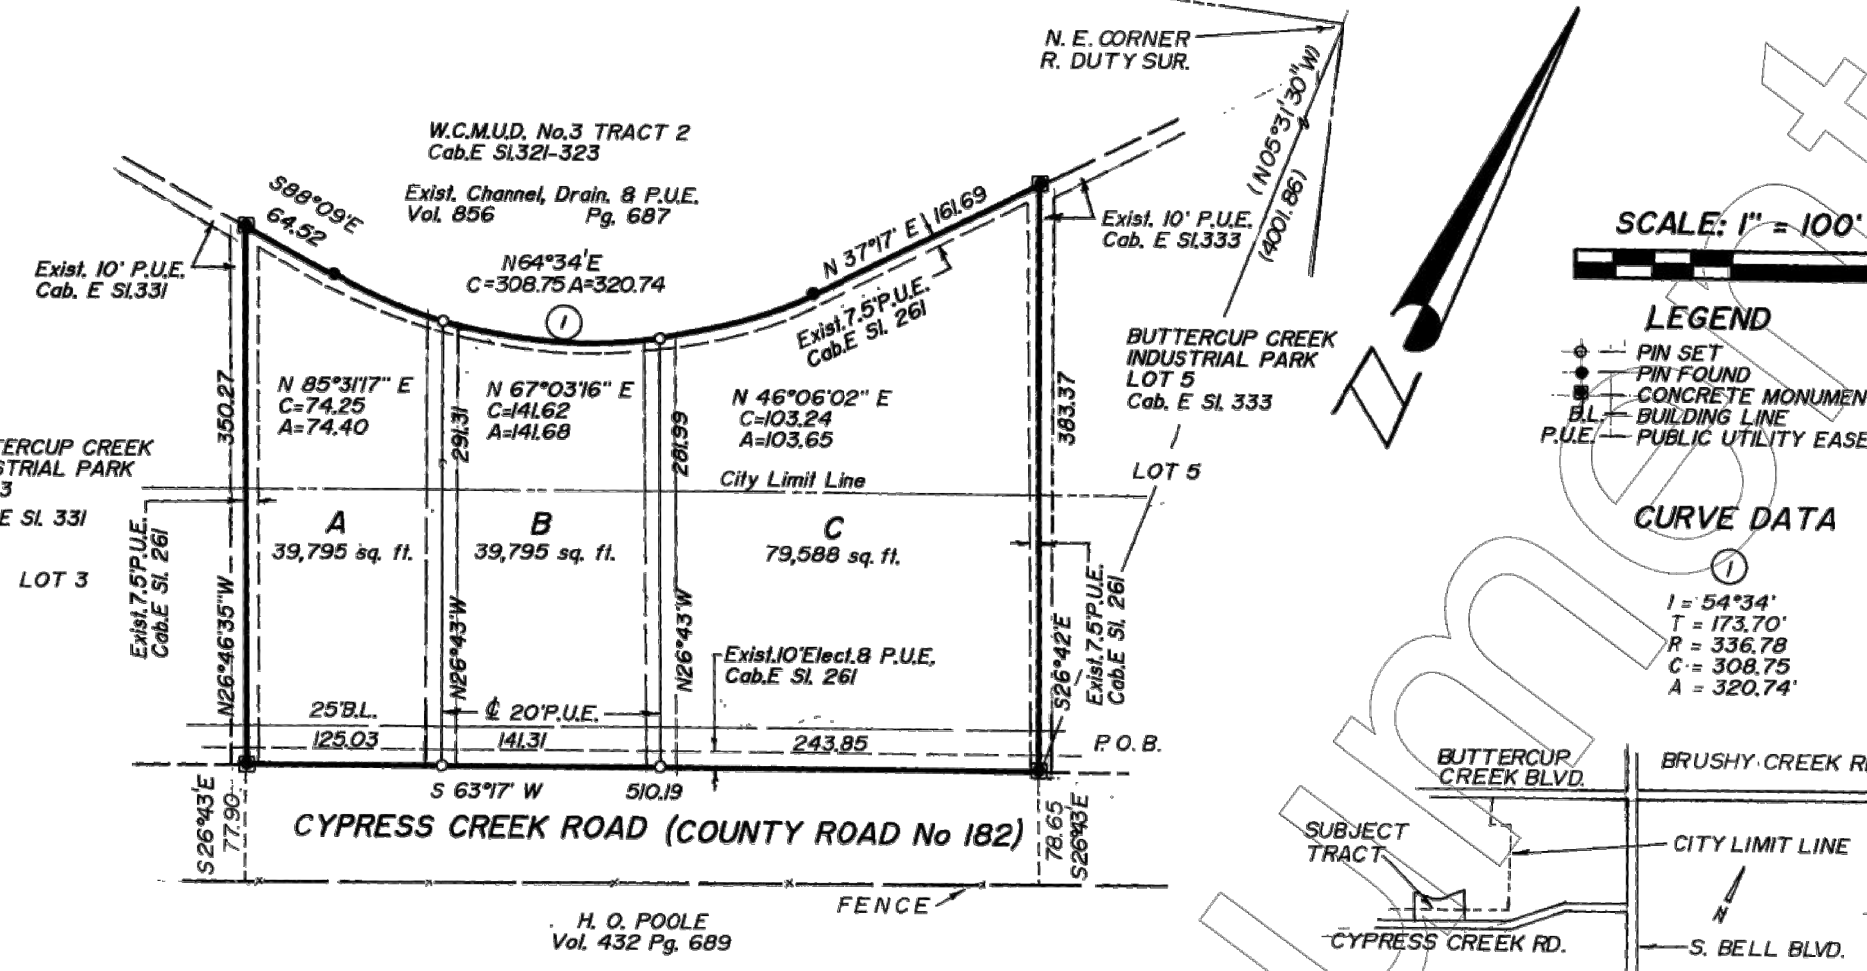 N. E. CORNER
R. DUTY SUR.
(N05°31'30"W)
(4001.86)
W.C.M.U.D. No.3 TRACT 2
Cab.E Sl.321-323
Exist. Channel, Drain. & P.U.E.
Vol. 856 Pg. 687
S88°09'E
64.52
N64°34'E
C=308.75 A=320.74
1
N 37°17' E 161.69
Exist. 10' P.U.E.
Cab. E Sl.331
Exist. 10' P.U.E.
Cab. E Sl.333
Exist.7.5'P.U.E.
Cab.E Sl. 261
BUTTERCUP CREEK
INDUSTRIAL PARK
LOT 5
Cab. E Sl. 333
LOT 5
350.27
N 85°31'17" E
C=74.25
A=74.40
291.31
N 67°03'16" E
C=141.62
A=141.68
281.99
N 46°06'02" E
C=103.24
A=103.65
383.37
City Limit Line
TERCUP CREEK
STRIAL PARK
3
E Sl. 331
LOT 3
Exist.7.5'P.U.E.
Cab.E Sl. 261
A
39,795 sq. ft.
B
39,795 sq. ft.
C
79,588 sq. ft.
N26°46'35"W
N26°43'W
N26°43'W
S26°42'E
Exist.7.5'P.U.E.
Cab.E Sl. 261
Exist.10'Elect.& P.U.E.
Cab.E Sl. 261
25'B.L.
℄ 20'P.U.E.
125.03
141.31
243.85
P.O.B.
S 63°17' W 510.19
S26°43'E
77.90
78.65
S26°43'E
CYPRESS CREEK ROAD (COUNTY ROAD No 182)
FENCE
H. O. POOLE
Vol. 432 Pg. 689
SCALE: 1" = 100'
LEGEND
PIN SET
PIN FOUND
CONCRETE MONUMEN
B.L. BUILDING LINE
P.U.E. PUBLIC UTILITY EASE
CURVE DATA
1
I = 54°34'
T = 173.70'
R = 336.78
C = 308.75
A = 320.74'
BUTTERCUP
CREEK BLVD.
BRUSHY CREEK R
SUBJECT
TRACT
CITY LIMIT LINE
N
CYPRESS CREEK RD.
S. BELL BLVD.
ument